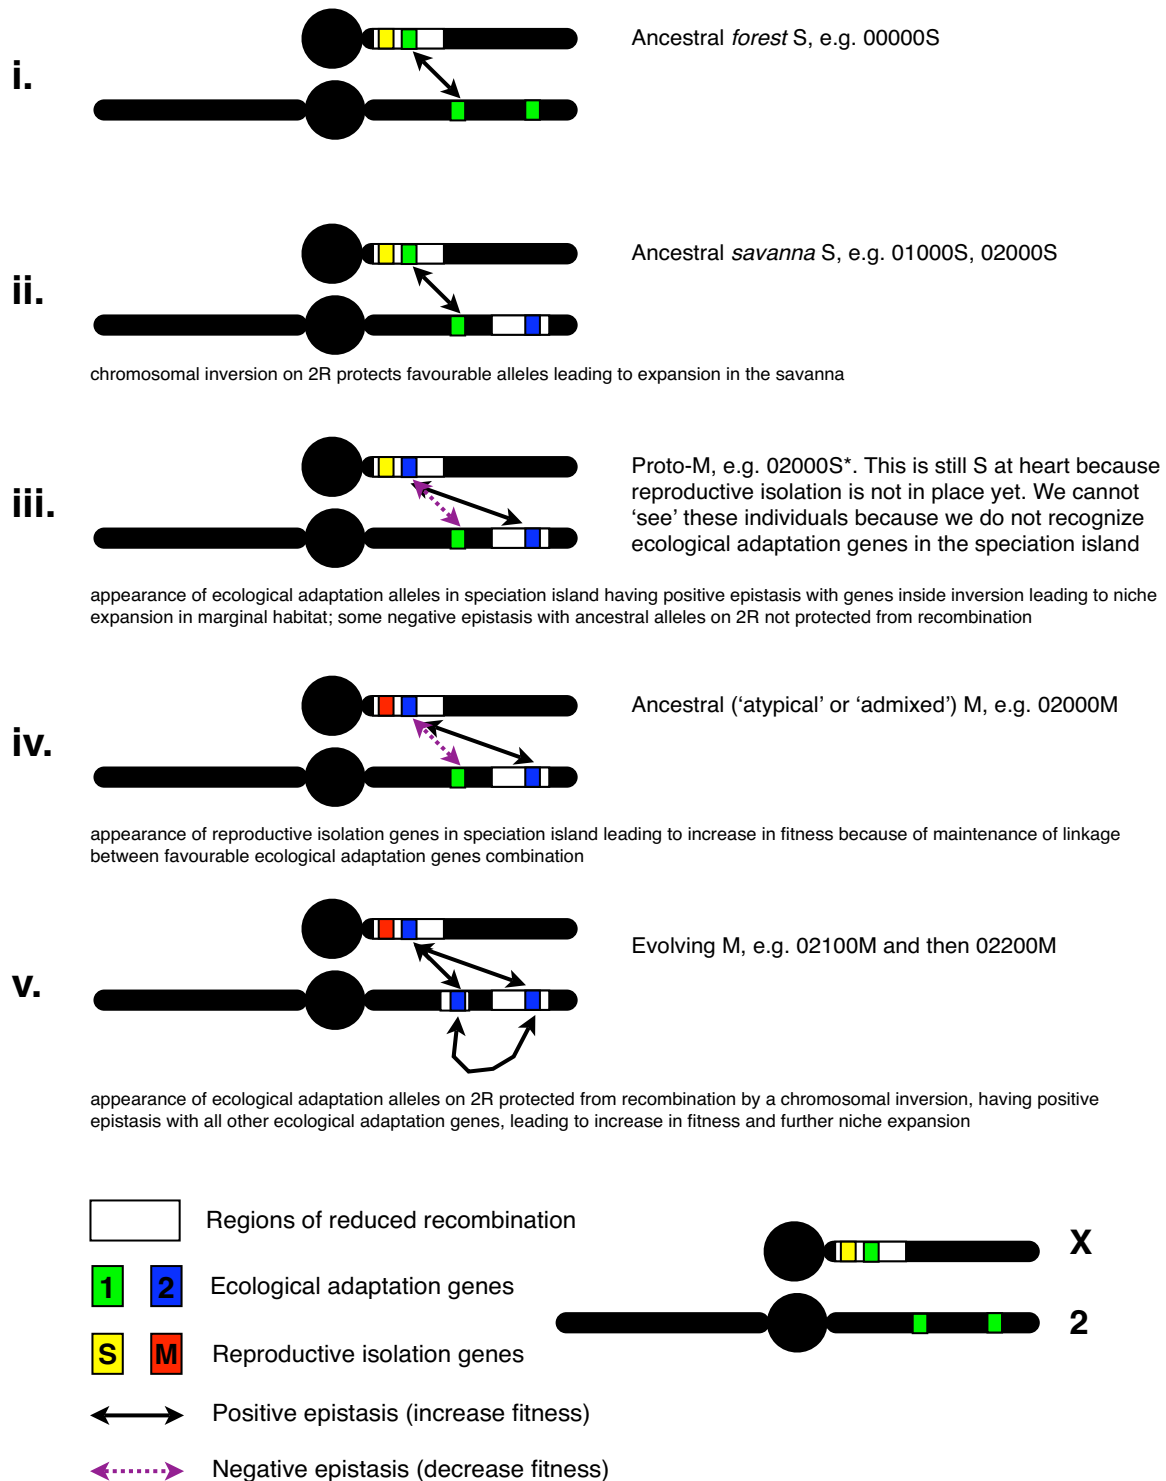 i.
Ancestral forest S, e.g. 00000S
ii.
Ancestral savanna S, e.g. 01000S, 02000S
chromosomal inversion on 2R protects favourable alleles leading to expansion in the savanna
iii.
Proto-M, e.g. 02000S*. This is still S at heart because
reproductive isolation is not in place yet. We cannot
‘see’ these individuals because we do not recognize
ecological adaptation genes in the speciation island
appearance of ecological adaptation alleles in speciation island having positive epistasis with genes inside inversion leading to niche
expansion in marginal habitat; some negative epistasis with ancestral alleles on 2R not protected from recombination
iv.
Ancestral (‘atypical’ or ‘admixed’) M, e.g. 02000M
appearance of reproductive isolation genes in speciation island leading to increase in fitness because of maintenance of linkage
between favourable ecological adaptation genes combination
v.
Evolving M, e.g. 02100M and then 02200M
appearance of ecological adaptation alleles on 2R protected from recombination by a chromosomal inversion, having positive
epistasis with all other ecological adaptation genes, leading to increase in fitness and further niche expansion
Regions of reduced recombination
1 2 Ecological adaptation genes
S M Reproductive isolation genes
Positive epistasis (increase fitness)
Negative epistasis (decrease fitness)
X
2